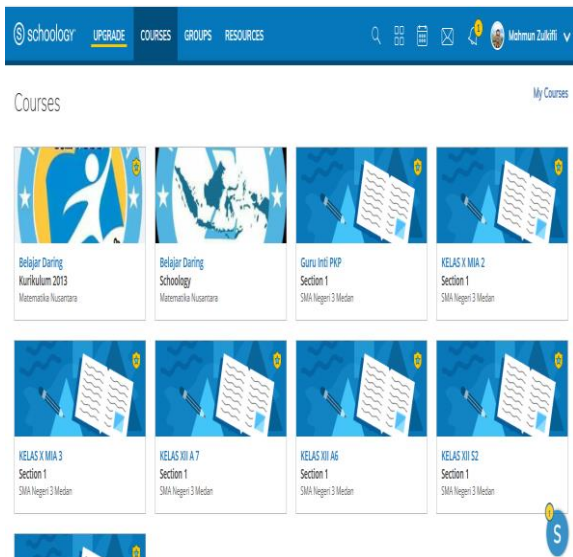 schoology UPGRADE COURSES GROUPS RESOURCES Mahmun Zulkifli
Courses
My Courses
Belajar Daring
Kurikulum 2013
Matematika Nusantara
Belajar Daring
Schoology
Matematika Nusantara
Guru Inti PKP
Section 1
SMA Negeri 3 Medan
KELAS X MIA 2
Section 1
SMA Negeri 3 Medan
KELAS X MIA 3
Section 1
SMA Negeri 3 Medan
KELAS XII A 7
Section 1
SMA Negeri 3 Medan
KELAS XII A6
Section 1
SMA Negeri 3 Medan
KELAS XII S2
Section 1
SMA Negeri 3 Medan
S